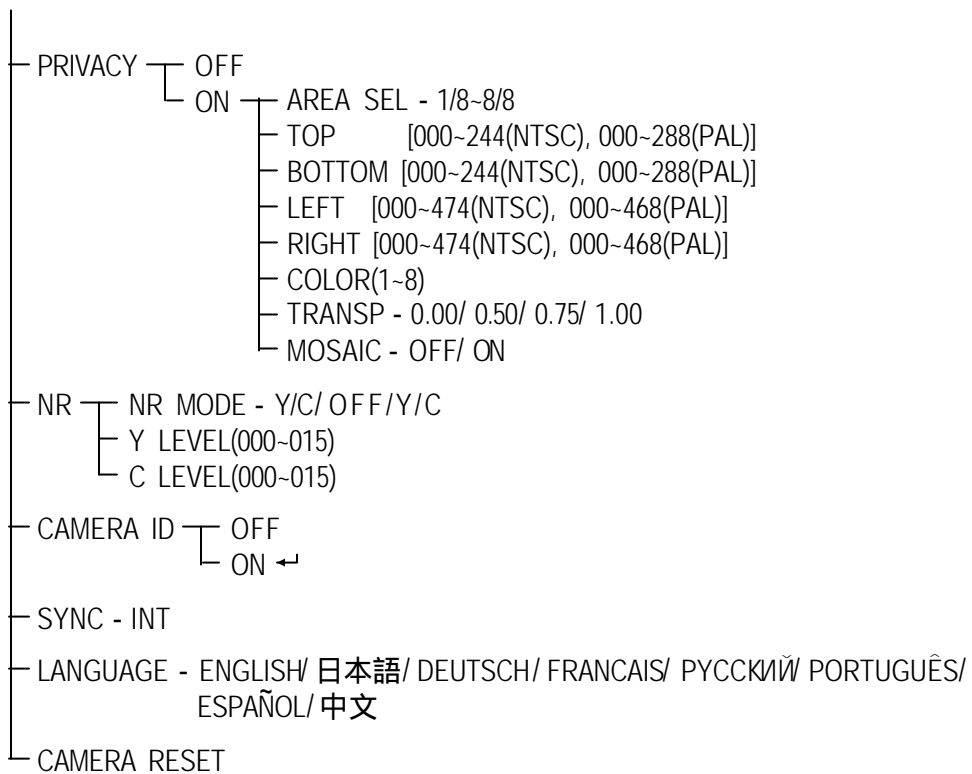 PRIVACY OFF
ON AREA SEL - 1/8~8/8
TOP [000~244(NTSC), 000~288(PAL)]
BOTTOM [000~244(NTSC), 000~288(PAL)]
LEFT [000~474(NTSC), 000~468(PAL)]
RIGHT [000~474(NTSC), 000~468(PAL)]
COLOR(1~8)
TRANSP - 0.00/ 0.50/ 0.75/ 1.00
MOSAIC - OFF/ ON
NR NR MODE - Y/C/ OFF/Y/C
Y LEVEL(000~015)
C LEVEL(000~015)
CAMERA ID OFF
ON ↵
SYNC - INT
LANGUAGE - ENGLISH/ 日本語/ DEUTSCH/ FRANCAIS/ РУССКИЙ/ PORTUGUÊS/
ESPAÑOL/ 中文
CAMERA RESET